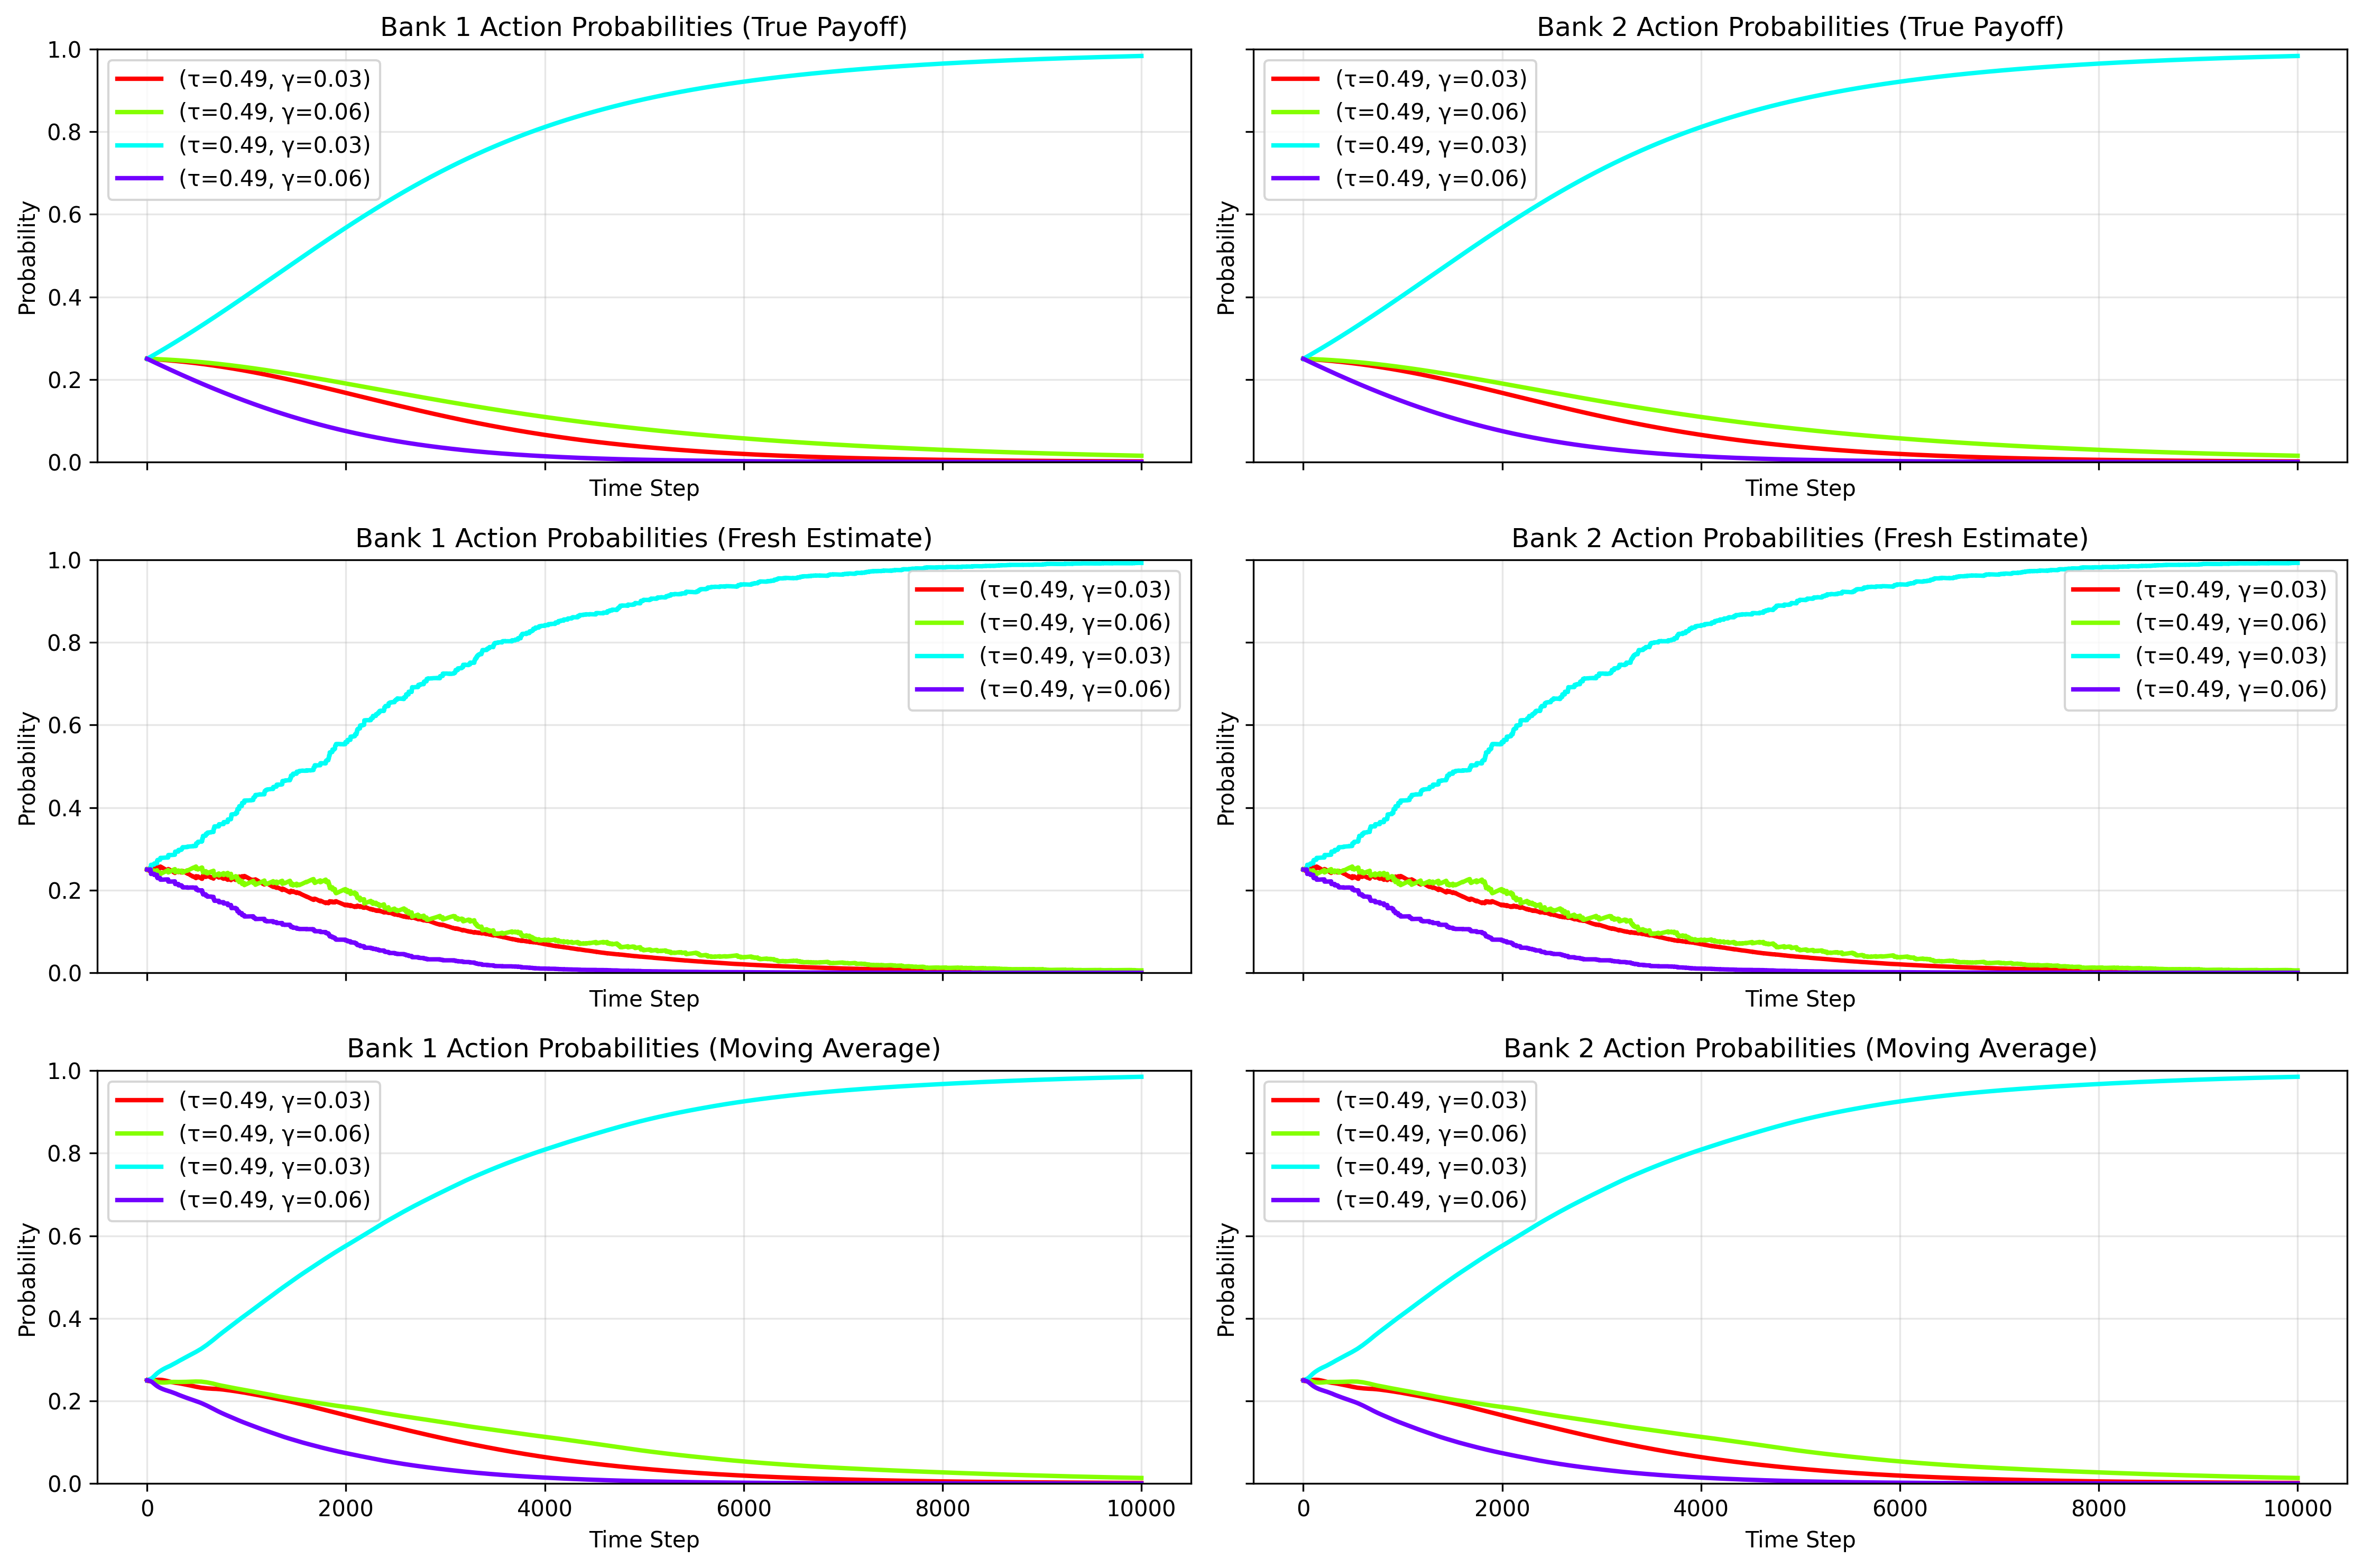 Bank 1 Action Probabilities (True Payoff)
1.0
0.8
0.6
0.4
0.2
0.0
Probability
(τ=0.49, γ=0.03)
(τ=0.49, γ=0.06)
(τ=0.49, γ=0.03)
(τ=0.49, γ=0.06)
Time Step
Bank 2 Action Probabilities (True Payoff)
Probability
(τ=0.49, γ=0.03)
(τ=0.49, γ=0.06)
(τ=0.49, γ=0.03)
(τ=0.49, γ=0.06)
Time Step
Bank 1 Action Probabilities (Fresh Estimate)
1.0
0.8
0.6
0.4
0.2
0.0
Probability
(τ=0.49, γ=0.03)
(τ=0.49, γ=0.06)
(τ=0.49, γ=0.03)
(τ=0.49, γ=0.06)
Time Step
Bank 2 Action Probabilities (Fresh Estimate)
Probability
(τ=0.49, γ=0.03)
(τ=0.49, γ=0.06)
(τ=0.49, γ=0.03)
(τ=0.49, γ=0.06)
Time Step
Bank 1 Action Probabilities (Moving Average)
1.0
0.8
0.6
0.4
0.2
0.0
Probability
(τ=0.49, γ=0.03)
(τ=0.49, γ=0.06)
(τ=0.49, γ=0.03)
(τ=0.49, γ=0.06)
0 2000 4000 6000 8000 10000
Time Step
Bank 2 Action Probabilities (Moving Average)
Probability
(τ=0.49, γ=0.03)
(τ=0.49, γ=0.06)
(τ=0.49, γ=0.03)
(τ=0.49, γ=0.06)
0 2000 4000 6000 8000 10000
Time Step